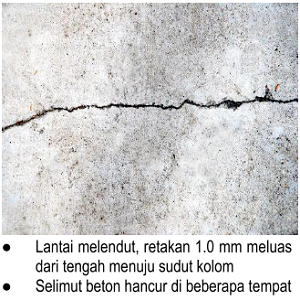 ● Lantai melendut, retakan 1.0 mm meluas
dari tengah menuju sudut kolom
● Selimut beton hancur di beberapa tempat